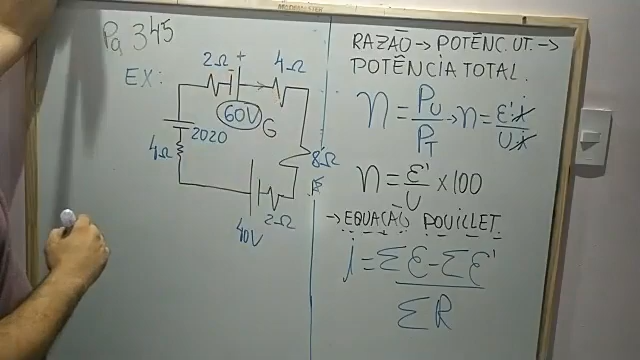 Pg 345
EX:
2Ω
+
4Ω
60V
G
2020
4Ω
8Ω
2Ω
40V
RAZÃO → POTÊNC. UT. →
POTÊNCIA TOTAL.
η = PU/PT → η = ε'.i/U.i
η = ε'/U × 100
→ EQUAÇÃO POUILLET.
i = Σε - Σε'/ΣR